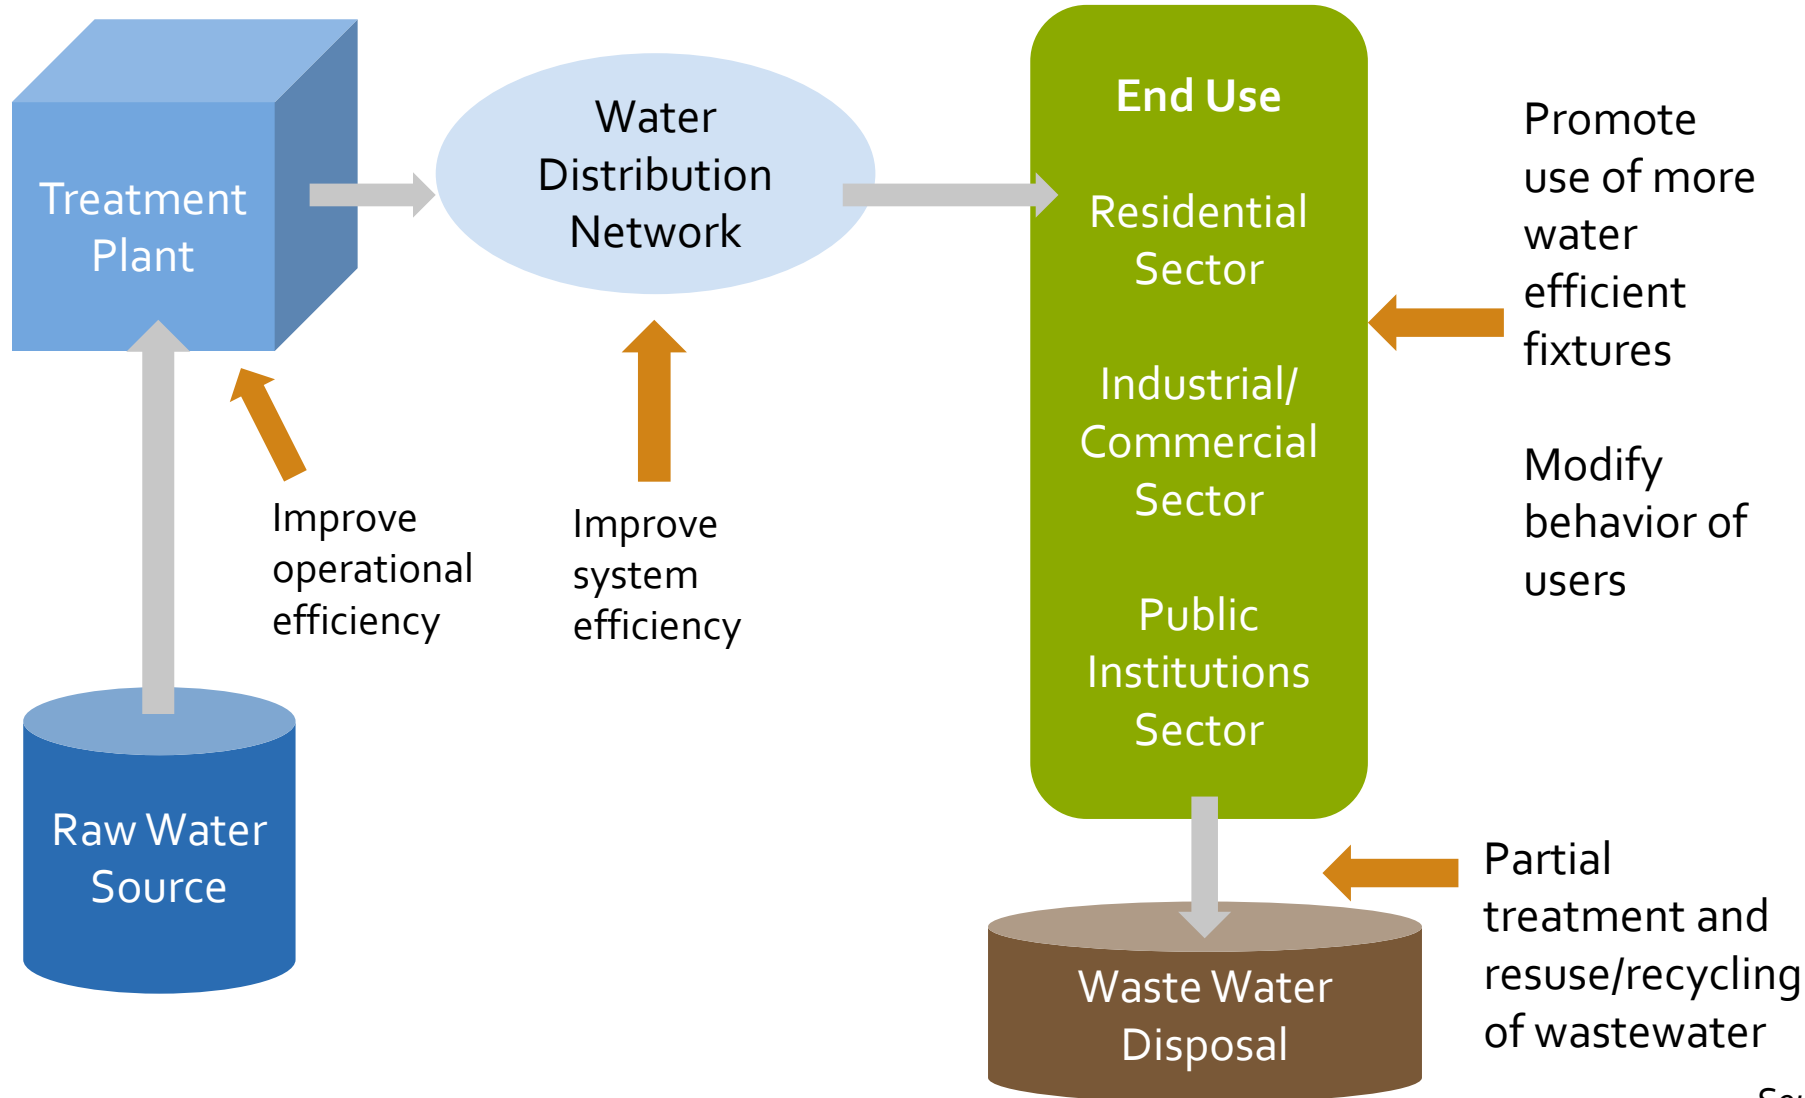 Treatment
Plant
Water
Distribution
Network
End Use
Residential
Sector
Industrial/
Commercial
Sector
Public
Institutions
Sector
Promote
use of more
water
efficient
fixtures
Modify
behavior of
users
Improve
operational
efficiency
Improve
system
efficiency
Raw Water
Source
Waste Water
Disposal
Partial
treatment and
resuse/recycling
of wastewater